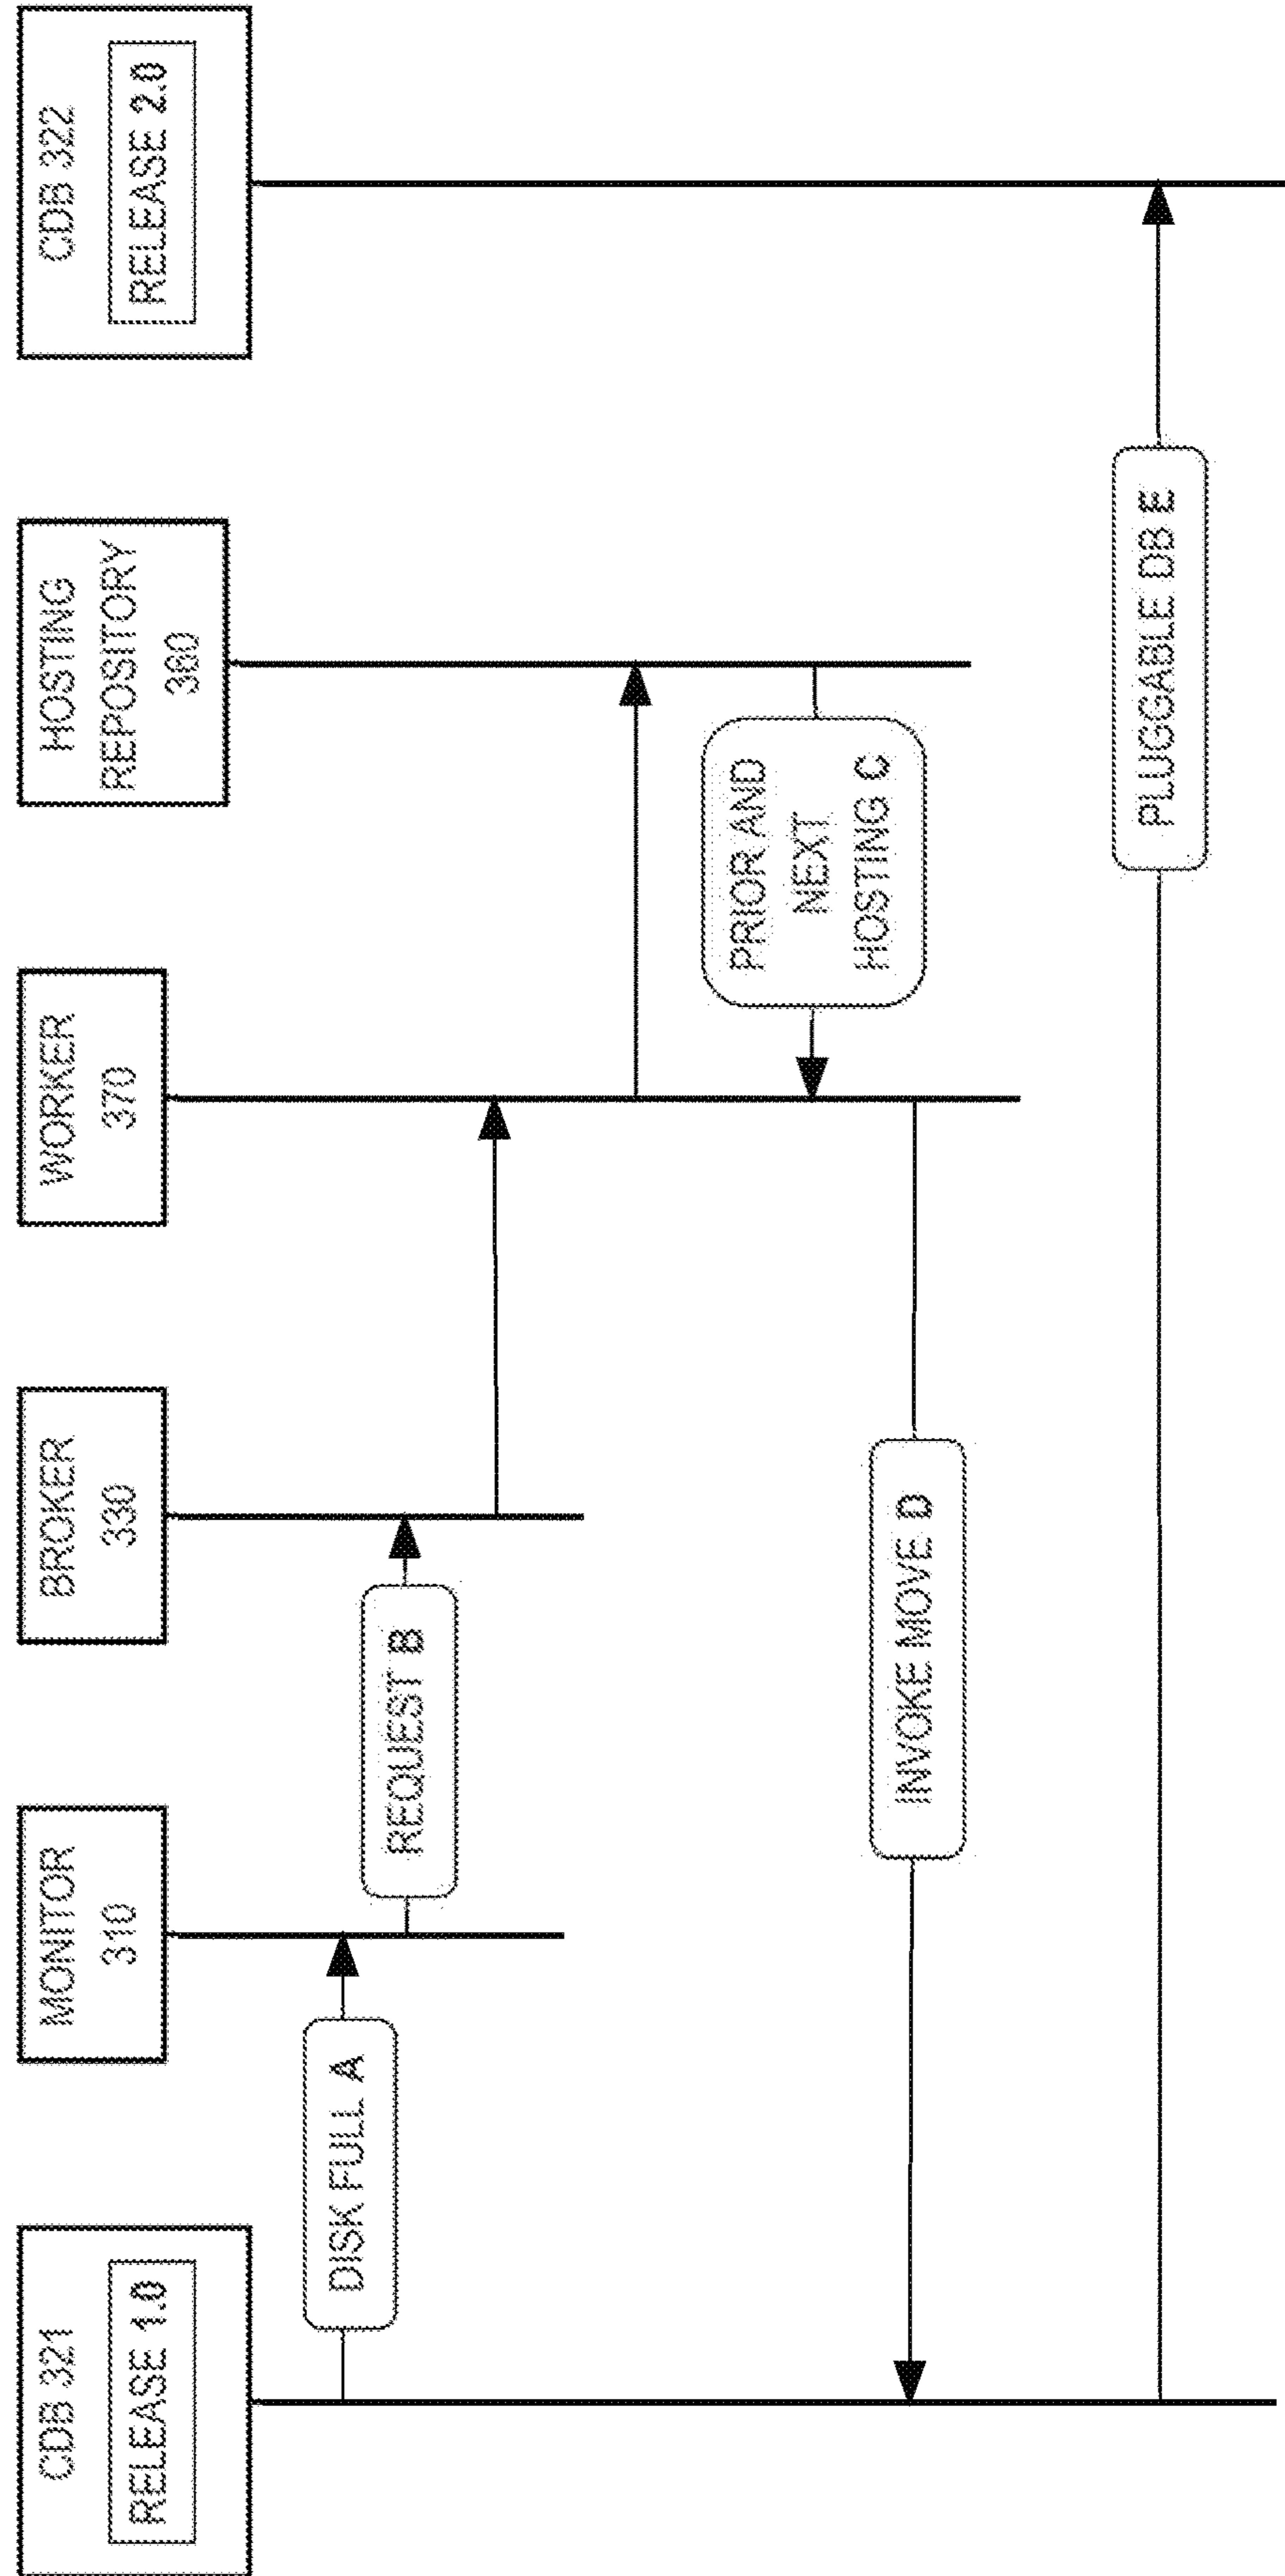 CDB 321
RELEASE 1.0
MONITOR
310
BROKER
330
WORKER
370
HOSTING
REPOSITORY
360
CDB 322
RELEASE 2.0
DISK FULL A
REQUEST B
PRIOR AND
NEXT
HOSTING C
INVOKE MOVE D
PLUGGABLE DB E